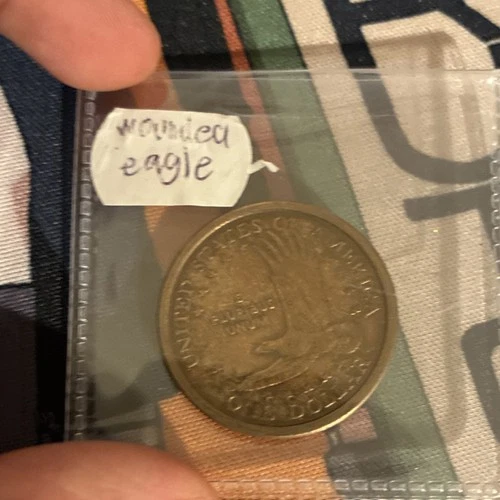 wounded
eagle
UNITED STATES OF AMERICA
E
PLURIBUS
UNUM
ONE DOLLAR